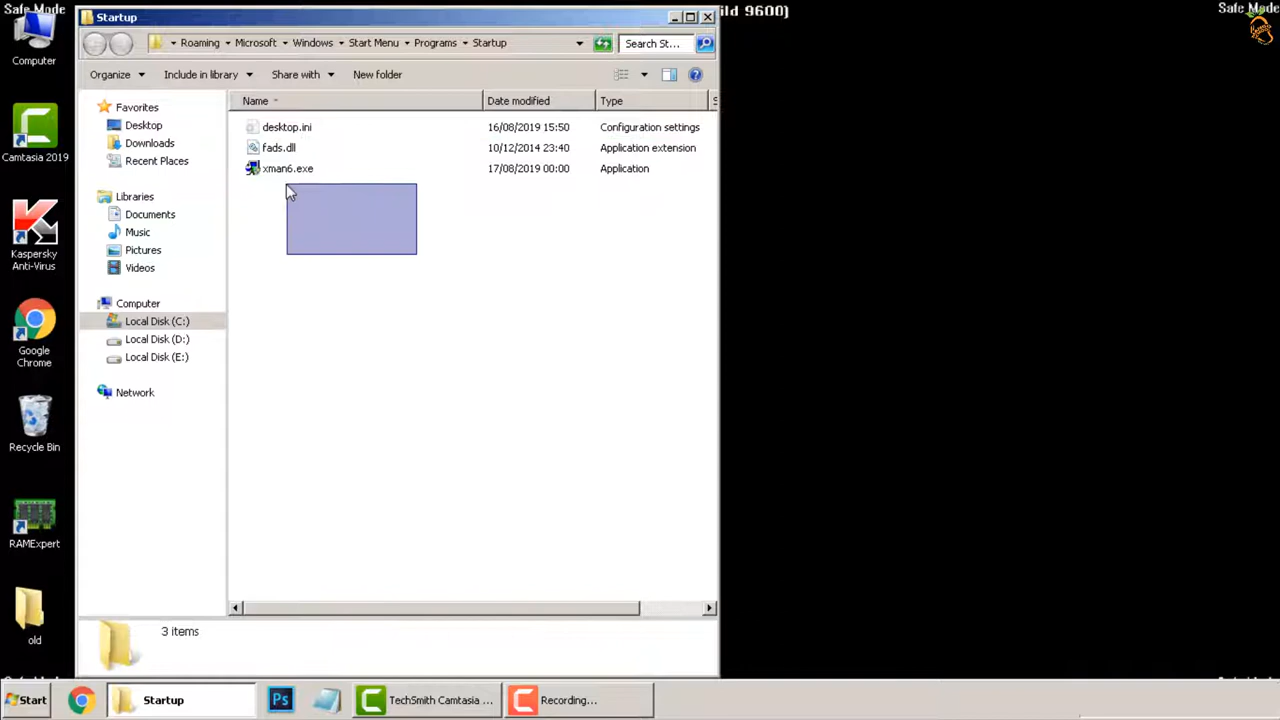 Safe Mode
Startup
ild 9600)
Safe Mode
Roaming
Microsoft
Windows
Start Menu
Programs
Startup
Search St...
Organize
Include in library
Share with
New folder
Name
Date modified
Type
S
desktop.ini
16/08/2019 15:50
Configuration settings
fads.dll
10/12/2014 23:40
Application extension
xman6.exe
17/08/2019 00:00
Application
Favorites
Desktop
Downloads
Recent Places
Libraries
Documents
Music
Pictures
Videos
Computer
Local Disk (C:)
Local Disk (D:)
Local Disk (E:)
Network
Computer
Camtasia 2019
Kaspersky
Anti-Virus
Google
Chrome
Recycle Bin
RAMExpert
old
3 items
Start
Startup
Ps
TechSmith Camtasia ...
Recording...